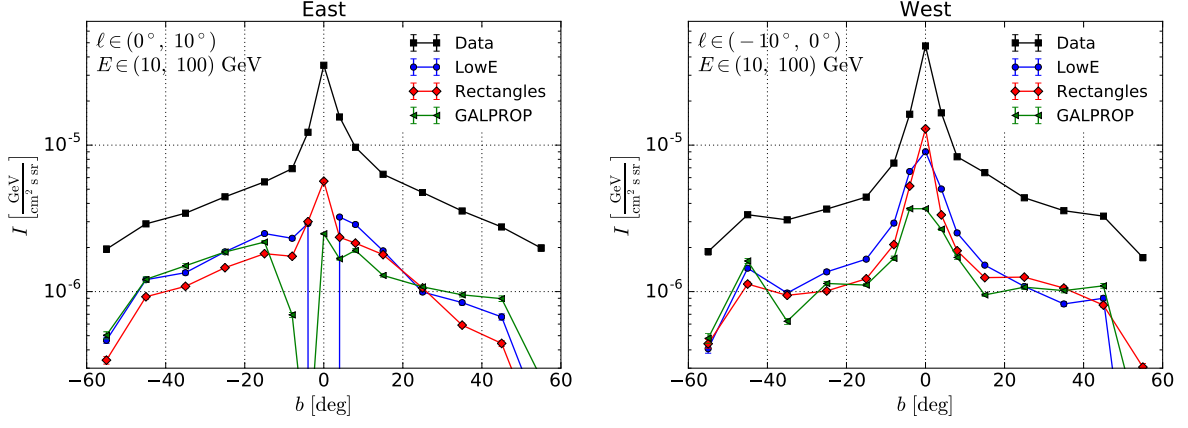 East
ℓ ∈ (0°, 10°)
E ∈ (10, 100) GeV
Data
LowE
Rectangles
GALPROP
I [GeV / cm² s sr]
10⁻⁵
10⁻⁶
−60 −40 −20 0 20 40 60
b [deg]
West
ℓ ∈ (−10°, 0°)
E ∈ (10, 100) GeV
Data
LowE
Rectangles
GALPROP
I [GeV / cm² s sr]
10⁻⁵
10⁻⁶
−60 −40 −20 0 20 40 60
b [deg]